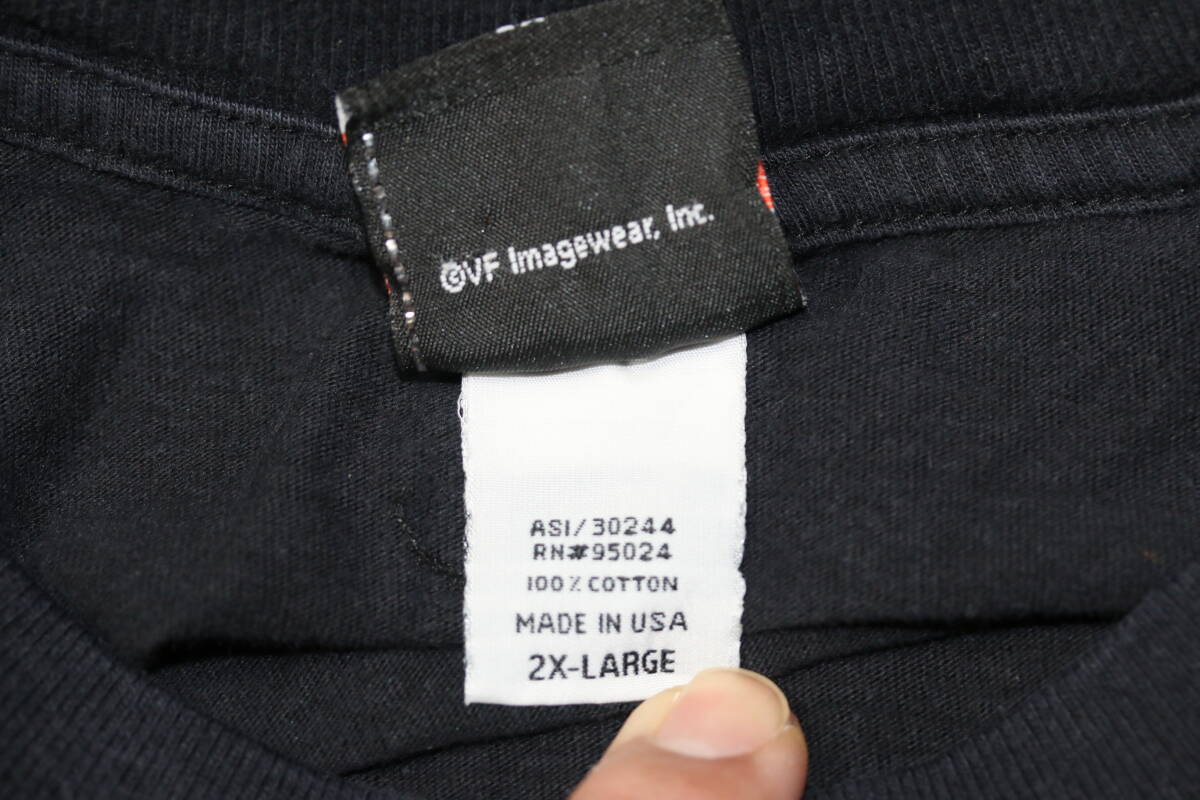 ©VF Imagewear, Inc.
ASI/30244
RN#95024
100% COTTON
MADE IN USA
2X-LARGE